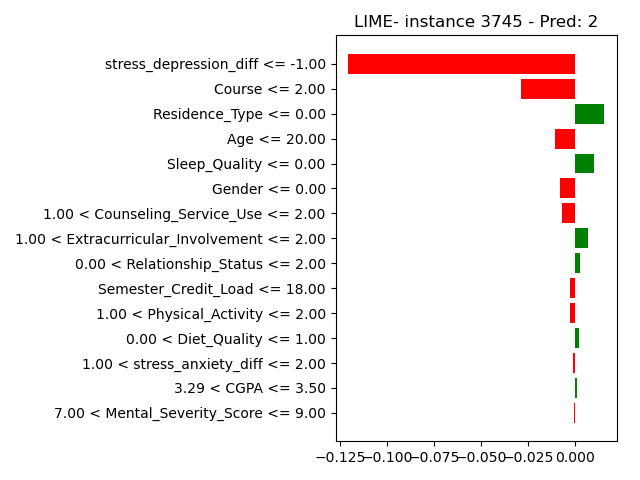 LIME- instance 3745 - Pred: 2
stress_depression_diff <= -1.00
Course <= 2.00
Residence_Type <= 0.00
Age <= 20.00
Sleep_Quality <= 0.00
Gender <= 0.00
1.00 < Counseling_Service_Use <= 2.00
1.00 < Extracurricular_Involvement <= 2.00
0.00 < Relationship_Status <= 2.00
Semester_Credit_Load <= 18.00
1.00 < Physical_Activity <= 2.00
0.00 < Diet_Quality <= 1.00
1.00 < stress_anxiety_diff <= 2.00
3.29 < CGPA <= 3.50
7.00 < Mental_Severity_Score <= 9.00
−0.125 −0.100 −0.075 −0.050 −0.025 0.000